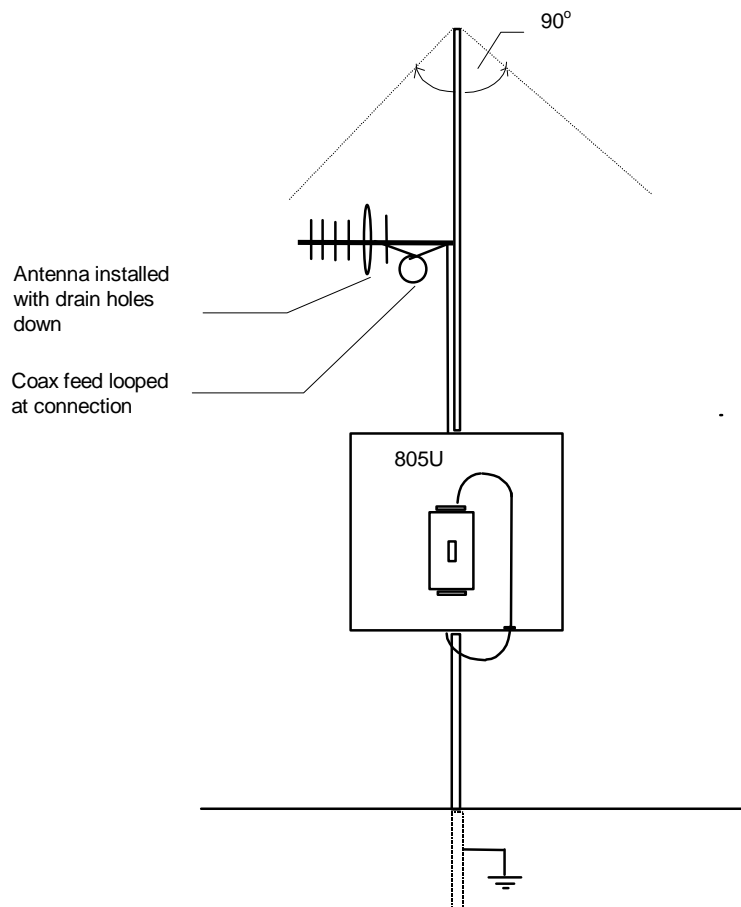 90°
Antenna installed
with drain holes
down
Coax feed looped
at connection
805U